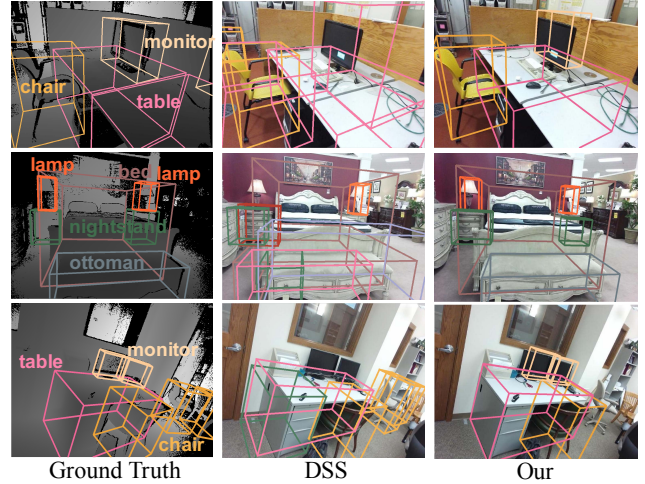 monitor
chair
table
lamp
bed
lamp
nightstand
ottoman
table
monitor
chair
Ground Truth
DSS
Our